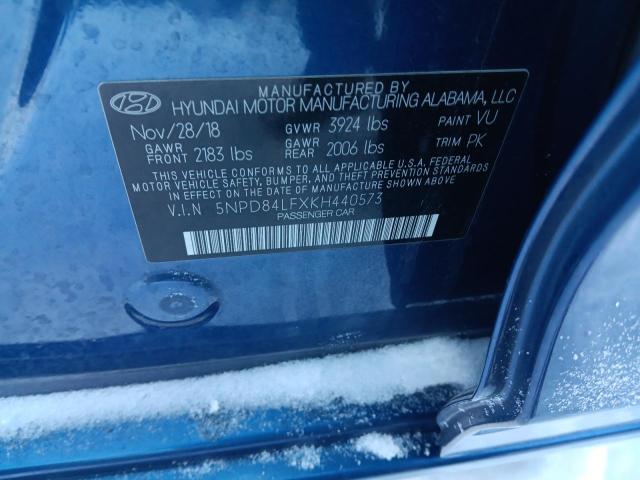 MANUFACTURED BY
HYUNDAI MOTOR MANUFACTURING ALABAMA, LLC
Nov/28/18 GVWR 3924 lbs PAINT VU
GAWR FRONT 2183 lbs GAWR REAR 2006 lbs TRIM PK
THIS VEHICLE CONFORMS TO ALL APPLICABLE U.S.A. FEDERAL
MOTOR VEHICLE SAFETY, BUMPER, AND THEFT PREVENTION STANDARDS
IN EFFECT ON THE DATE OF MANUFACTURE SHOWN ABOVE.
V.I.N 5NPD84LFXKH440573
PASSENGER CAR